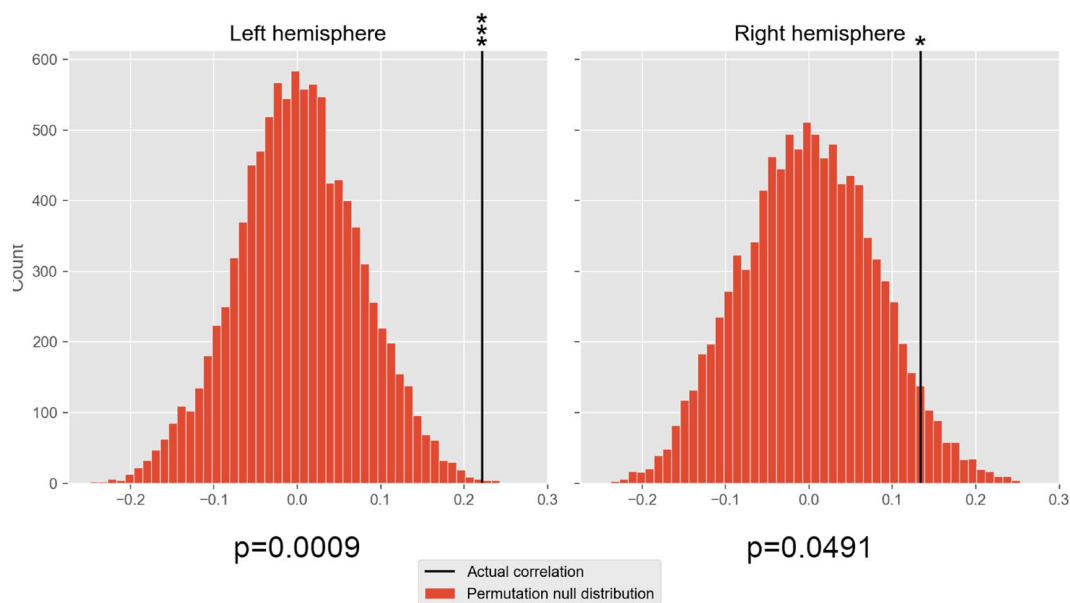 ***
Left hemisphere
Right hemisphere *
600
500
400
300
200
100
0
Count
−0.2 −0.1 0.0 0.1 0.2 0.3
−0.2 −0.1 0.0 0.1 0.2 0.3
p=0.0009
p=0.0491
Actual correlation
Permutation null distribution